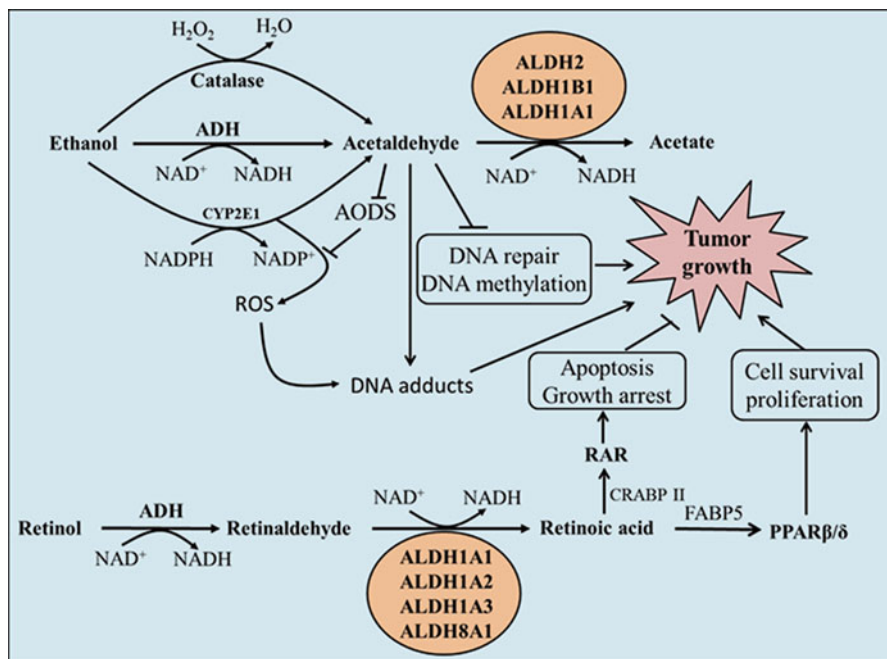 H₂O₂
H₂O
Catalase
ALDH2
ALDH1B1
ALDH1A1
Ethanol
ADH
Acetaldehyde
Acetate
NAD⁺
NADH
NAD⁺
NADH
CYP2E1
AODS
NADPH
NADP⁺
ROS
DNA repair
DNA methylation
Tumor
growth
DNA adducts
Apoptosis
Growth arrest
Cell survival
proliferation
RAR
CRABP II
Retinol
ADH
Retinaldehyde
NAD⁺
NADH
Retinoic acid
FABP5
PPARβ/δ
NAD⁺
NADH
ALDH1A1
ALDH1A2
ALDH1A3
ALDH8A1